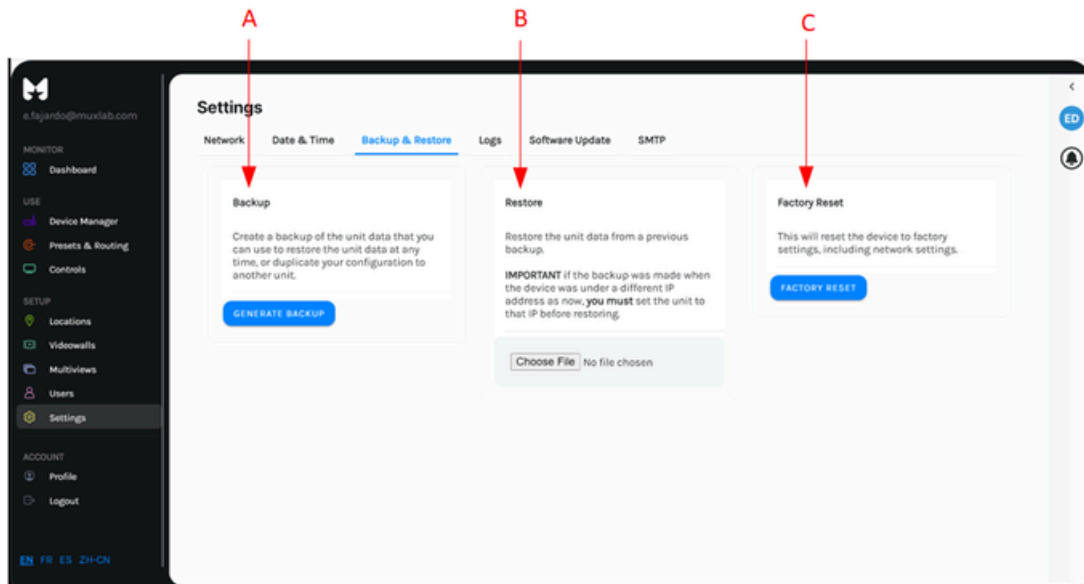 A B C
e.fajardo@muxlab.com
MONITOR
Dashboard
USE
Device Manager
Presets & Routing
Controls
SETUP
Locations
Videowalls
Multiviews
Users
Settings
ACCOUNT
Profile
Logout
EN FR ES ZH-CN
Settings
Network Date & Time Backup & Restore Logs Software Update SMTP
Backup
Create a backup of the unit data that you
can use to restore the unit data at any
time, or duplicate your configuration to
another unit.
GENERATE BACKUP
Restore
Restore the unit data from a previous
backup.
IMPORTANT if the backup was made when
the device was under a different IP
address as now, you must set the unit to
that IP before restoring.
Choose File No file chosen
Factory Reset
This will reset the device to factory
settings, including network settings.
FACTORY RESET
ED